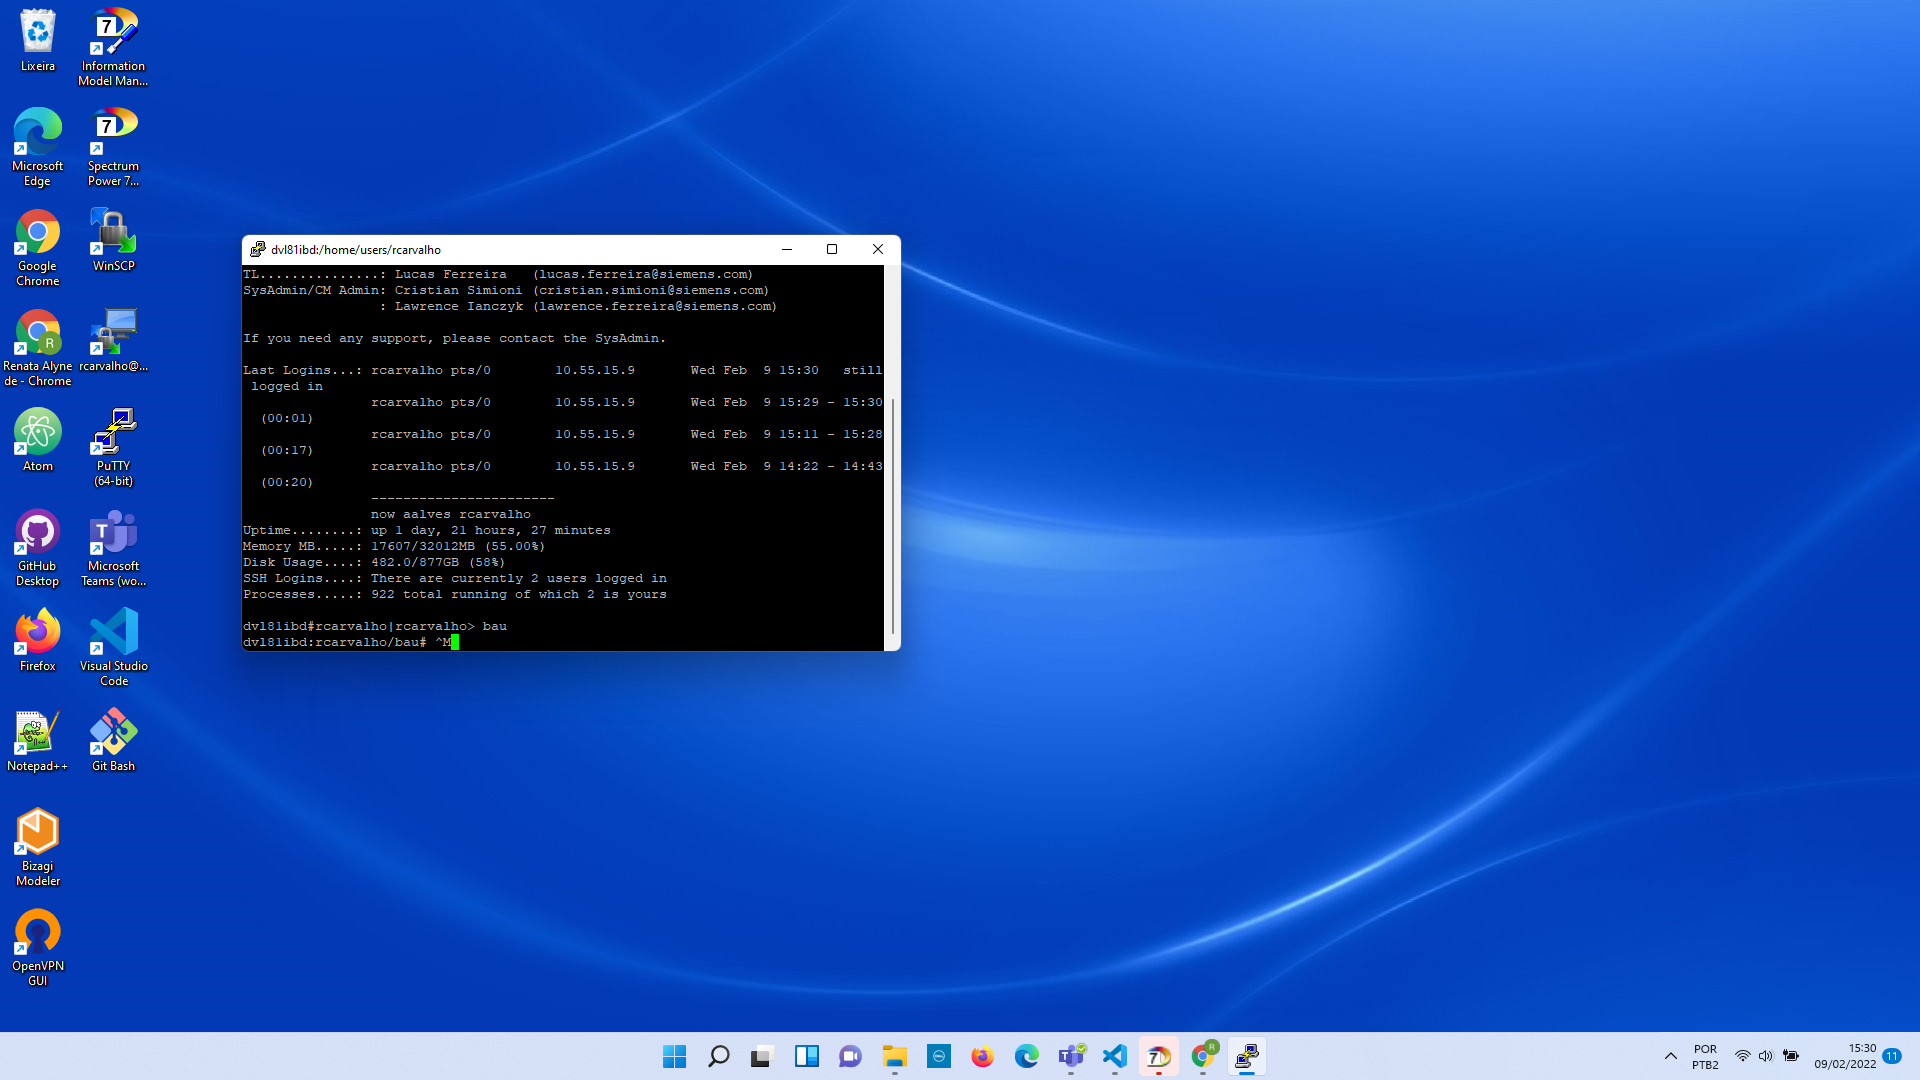 Lixeira
Information
Model Man...
Microsoft
Edge
Spectrum
Power 7...
Google
Chrome
WinSCP
Renata Alyne
de - Chrome
rcarvalho@...
Atom
PuTTY
(64-bit)
GitHub
Desktop
Microsoft
Teams (wo...
Firefox
Visual Studio
Code
Notepad++
Git Bash
Bizagi
Modeler
OpenVPN
GUI
dvl81ibd:/home/users/rcarvalho
TL...............: Lucas Ferreira   (lucas.ferreira@siemens.com)
SysAdmin/CM Admin: Cristian Simioni (cristian.simioni@siemens.com)
                 : Lawrence Ianczyk (lawrence.ferreira@siemens.com)
If you need any support, please contact the SysAdmin.
Last Logins...: rcarvalho pts/0        10.55.15.9       Wed Feb  9 15:30   still
 logged in
                rcarvalho pts/0        10.55.15.9       Wed Feb  9 15:29 - 15:30
  (00:01)
                rcarvalho pts/0        10.55.15.9       Wed Feb  9 15:11 - 15:28
  (00:17)
                rcarvalho pts/0        10.55.15.9       Wed Feb  9 14:22 - 14:43
  (00:20)
                -----------------------
                now aalves rcarvalho
Uptime........: up 1 day, 21 hours, 27 minutes
Memory MB.....: 17607/32012MB (55.00%)
Disk Usage....: 482.0/877GB (58%)
SSH Logins....: There are currently 2 users logged in
Processes.....: 922 total running of which 2 is yours
dvl81ibd#rcarvalho|rcarvalho> bau
dvl81ibd:rcarvalho/bau# ^M
POR
PTB2
15:30
09/02/2022
11